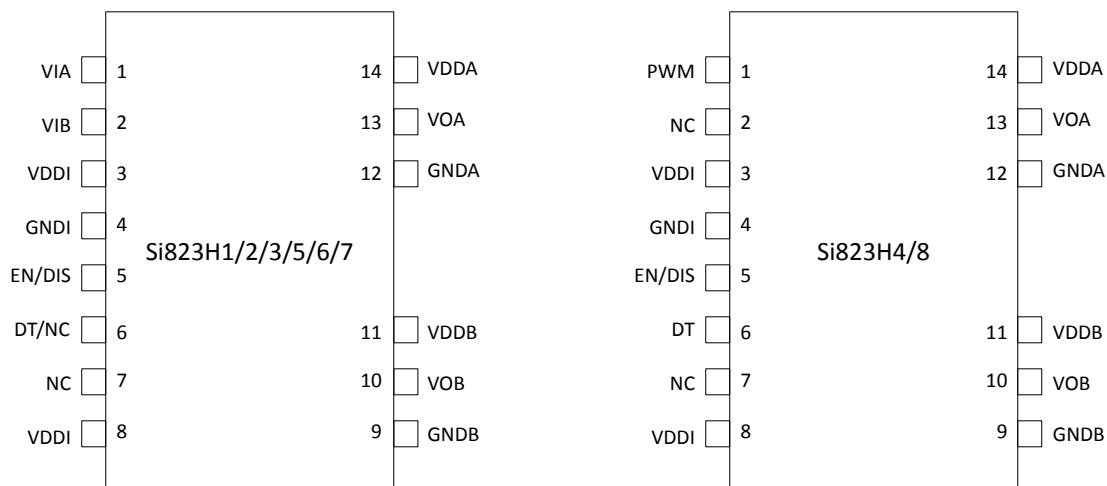 VIA 1 14 VDDA
VIB 2 13 VOA
VDDI 3 12 GNDA
GNDI 4
Si823H1/2/3/5/6/7
EN/DIS 5
DT/NC 6 11 VDDB
NC 7 10 VOB
VDDI 8 9 GNDB
PWM 1 14 VDDA
NC 2 13 VOA
VDDI 3 12 GNDA
GNDI 4
Si823H4/8
EN/DIS 5
DT 6 11 VDDB
NC 7 10 VOB
VDDI 8 9 GNDB